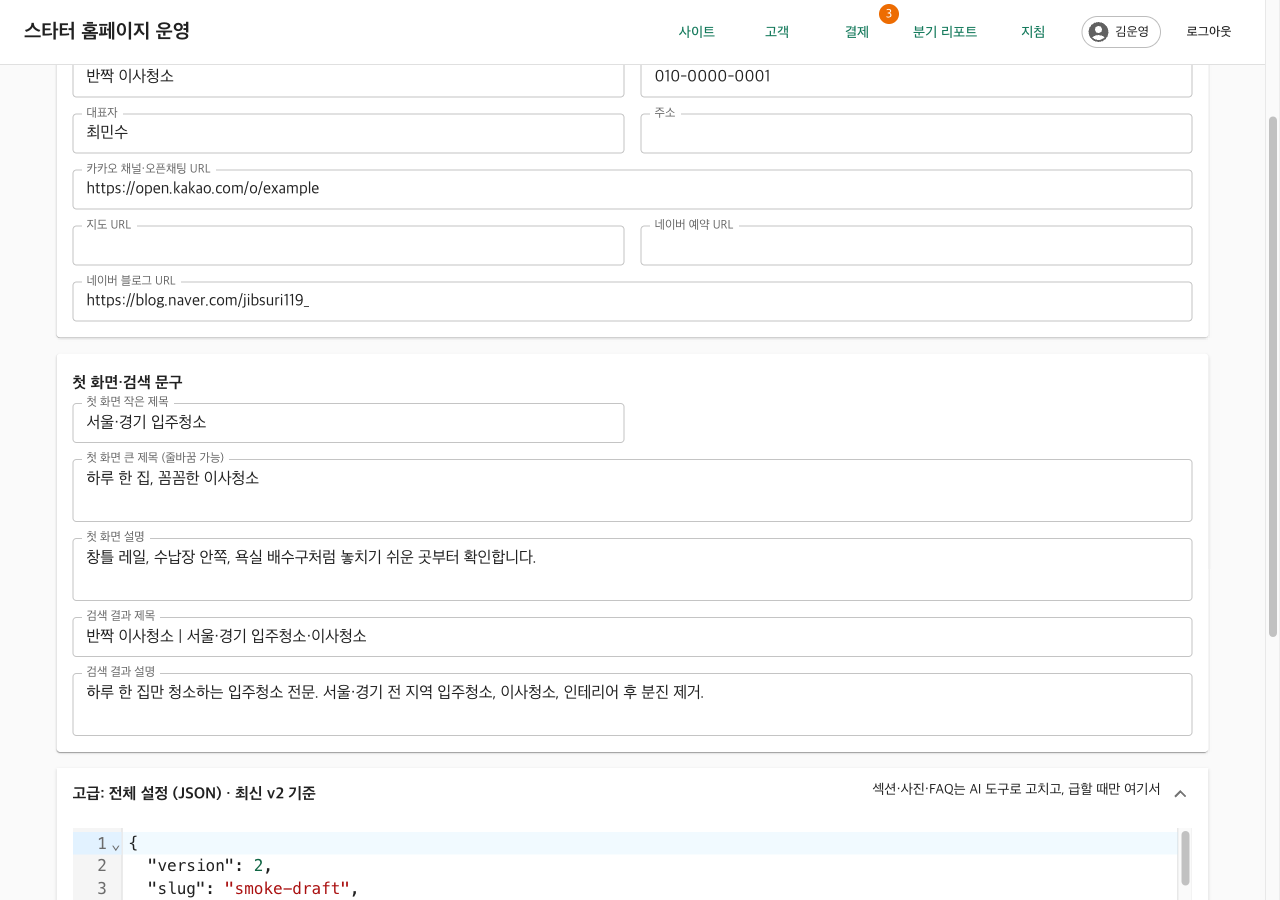 스타터 홈페이지 운영
사이트
고객
결제
3
분기 리포트
지침
김운영
로그아웃
반짝 이사청소
010-0000-0001
대표자
최민수
주소
카카오 채널·오픈채팅 URL
https://open.kakao.com/o/example
지도 URL
네이버 예약 URL
네이버 블로그 URL
https://blog.naver.com/jibsuri119_
첫 화면·검색 문구
첫 화면 작은 제목
서울·경기 입주청소
첫 화면 큰 제목 (줄바꿈 가능)
하루 한 집, 꼼꼼한 이사청소
첫 화면 설명
창틀 레일, 수납장 안쪽, 욕실 배수구처럼 놓치기 쉬운 곳부터 확인합니다.
검색 결과 제목
반짝 이사청소 | 서울·경기 입주청소·이사청소
검색 결과 설명
하루 한 집만 청소하는 입주청소 전문. 서울·경기 전 지역 입주청소, 이사청소, 인테리어 후 분진 제거.
고급: 전체 설정 (JSON) · 최신 v2 기준
섹션·사진·FAQ는 AI 도구로 고치고, 급할 때만 여기서
1 {
2 "version": 2,
3 "slug": "smoke-draft",